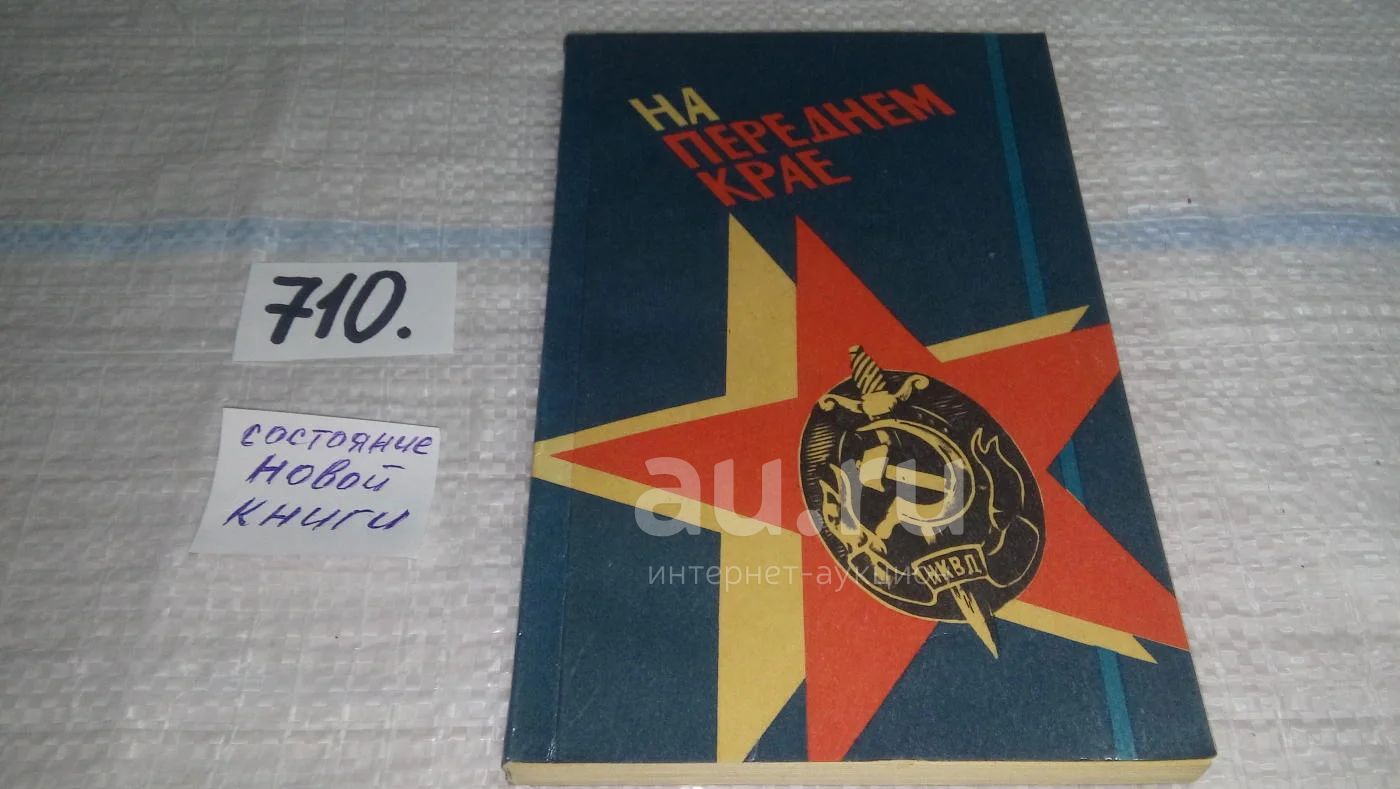 НА
ПЕРЕДНЕМ
КРАЕ
710.
состояние
новой
книги
au.ru
интернет-аукцион
НКВД